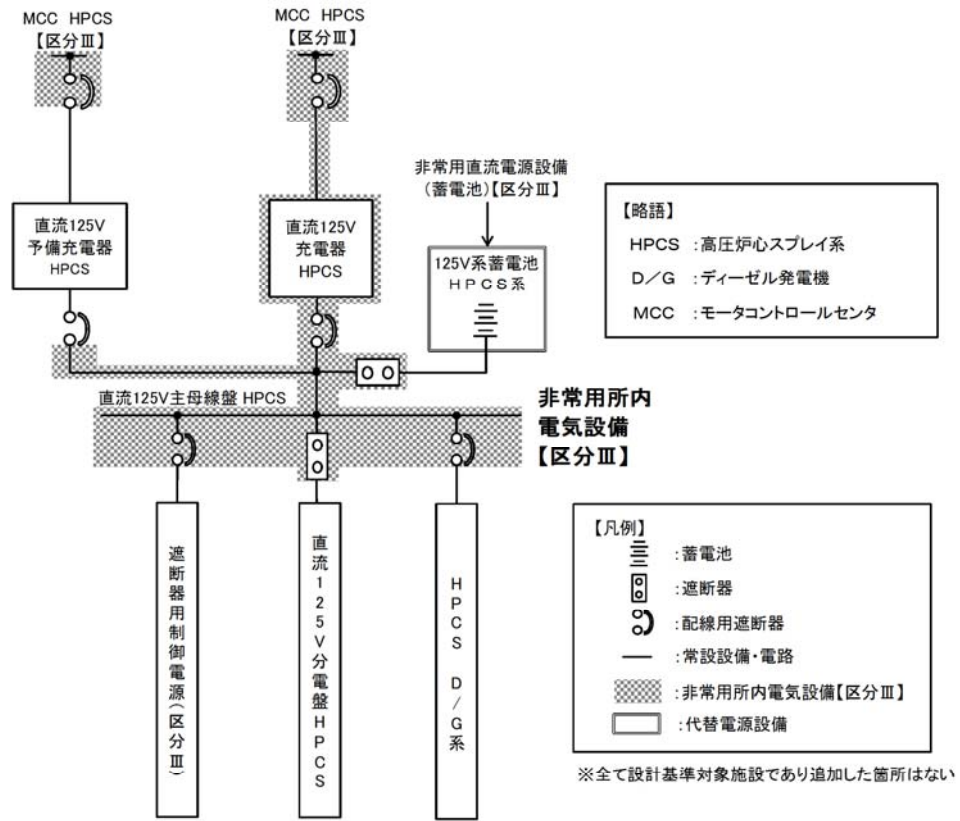 MCC HPCS
【区分Ⅲ】
MCC HPCS
【区分Ⅲ】
非常用直流電源設備
(蓄電池)【区分Ⅲ】
直流125V
予備充電器
HPCS
直流125V
充電器
HPCS
125V系蓄電池
HPCS系
【略語】
HPCS :高圧炉心スプレイ系
D/G :ディーゼル発電機
MCC :モータコントロールセンタ
直流125V主母線盤 HPCS
非常用所内
電気設備
【区分Ⅲ】
遮断器用制御電源(区分Ⅲ)
直流125V分電盤HPCS
HPCS D/G系
【凡例】
:蓄電池
:遮断器
:配線用遮断器
:常設設備・電路
:非常用所内電気設備【区分Ⅲ】
:代替電源設備
※全て設計基準対象施設であり追加した箇所はない